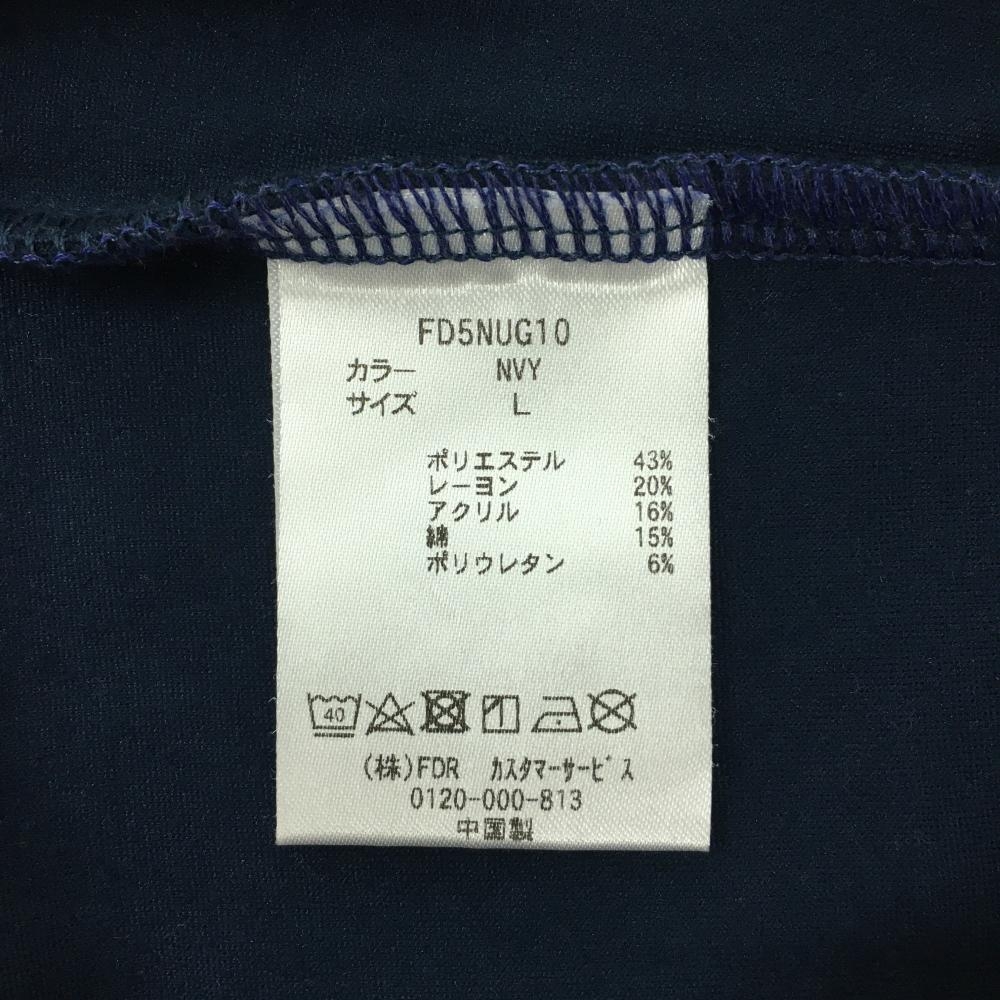 FD5NUG10
カラー NVY
サイズ L
ポリエステル 43%
レーヨン 20%
アクリル 16%
綿 15%
ポリウレタン 6%
40
(株)FDR カスタマーサービス
0120-000-813
中国製